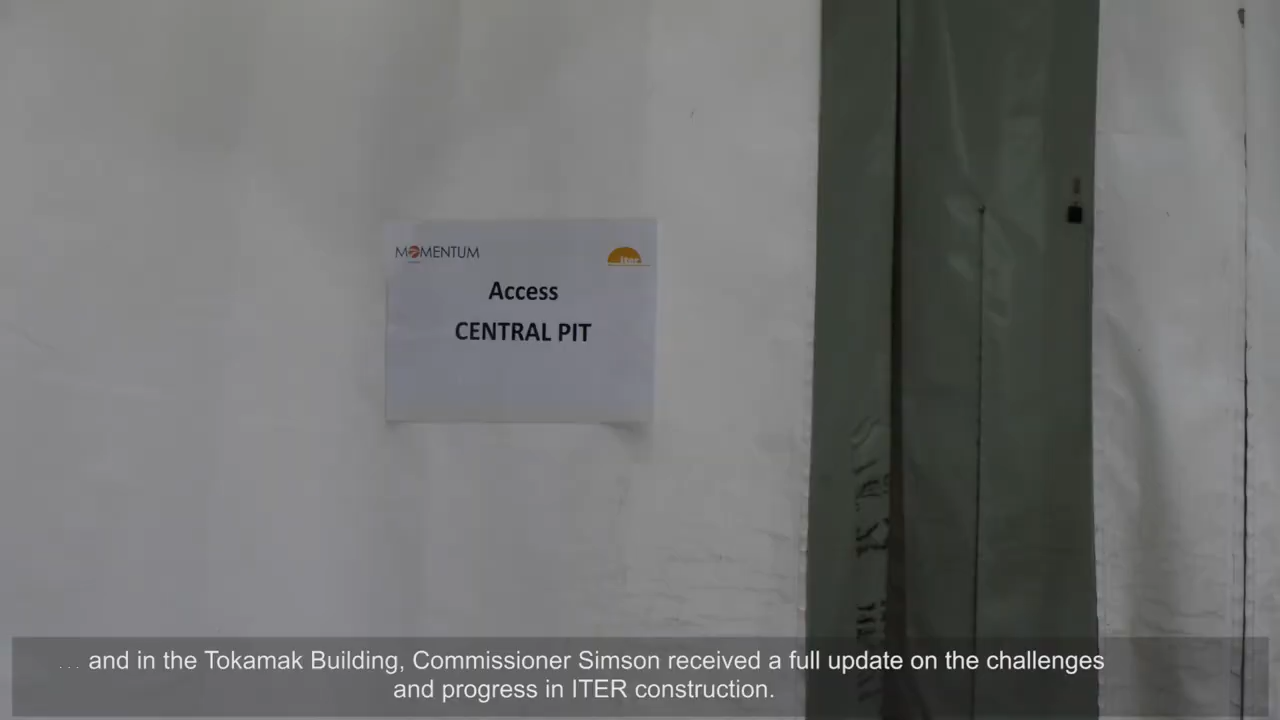 MOMENTUM
iter
Access
CENTRAL PIT
... and in the Tokamak Building, Commissioner Simson received a full update on the challenges
and progress in ITER construction.